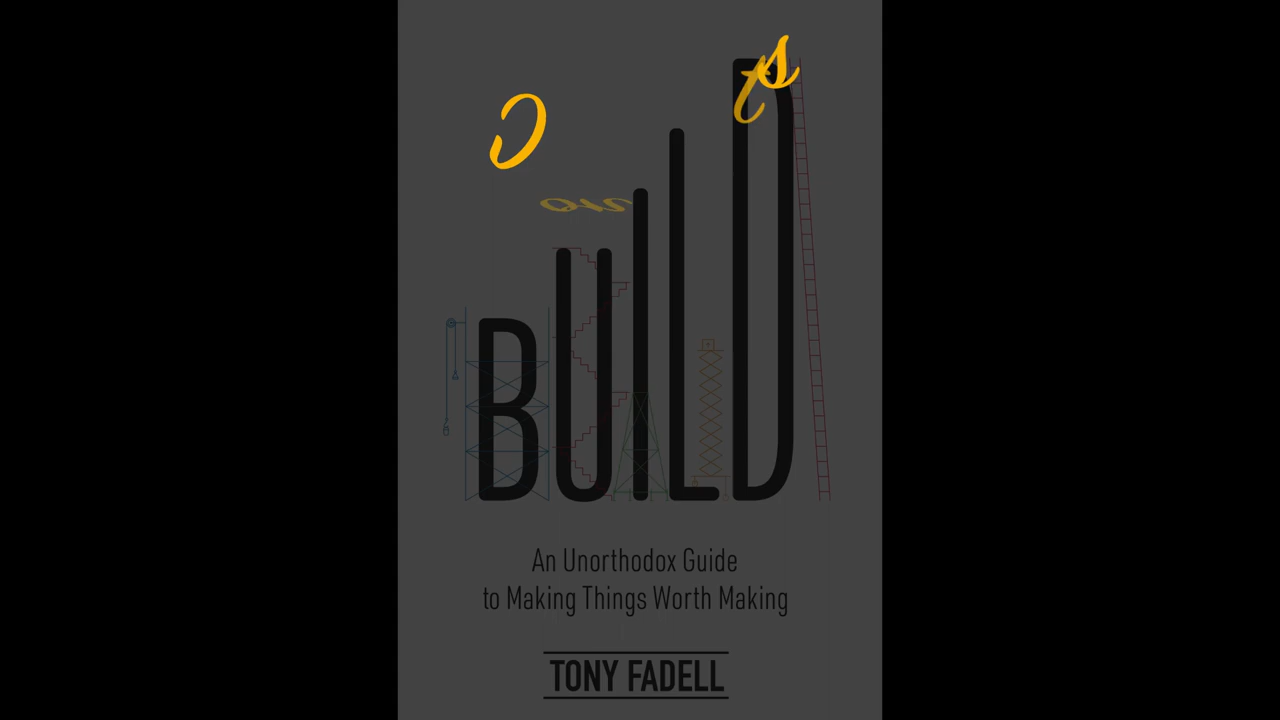 BUILD
An Unorthodox Guide
to Making Things Worth Making
TONY FADELL